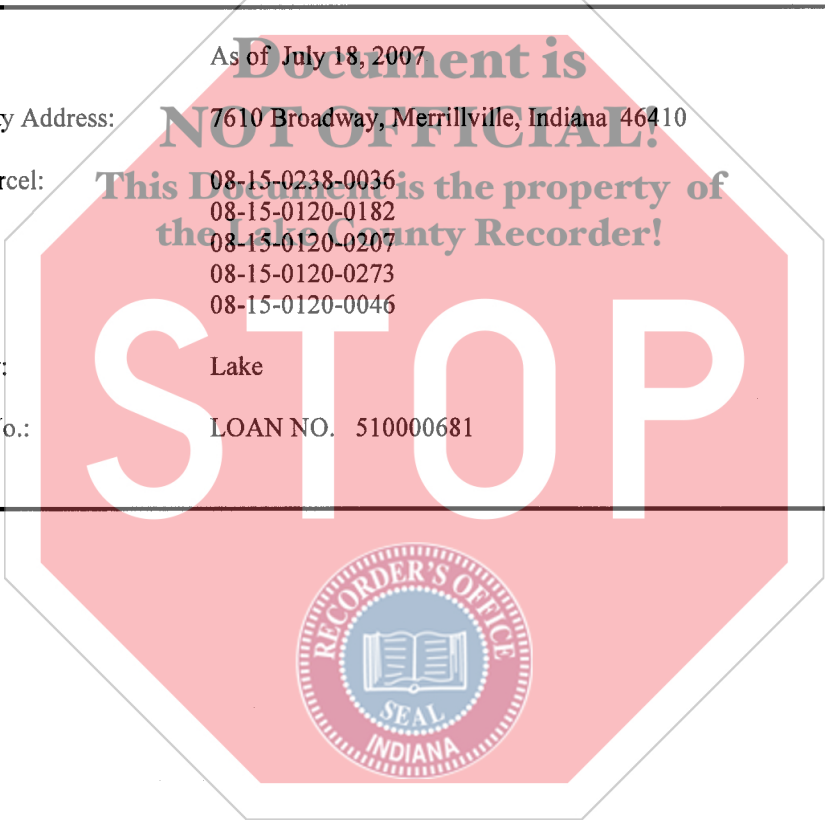 As of July 18, 2007
Document is
y Address: 7610 Broadway, Merrillville, Indiana 46410
NOT OFFICIAL!
rcel: 08-15-0238-0036
This Document is the property of
08-15-0120-0182
08-15-0120-0207
the Lake County Recorder!
08-15-0120-0273
08-15-0120-0046
: Lake
o.: LOAN NO. 510000681
STOP
RECORDER'S OFFICE
SEAL
INDIANA